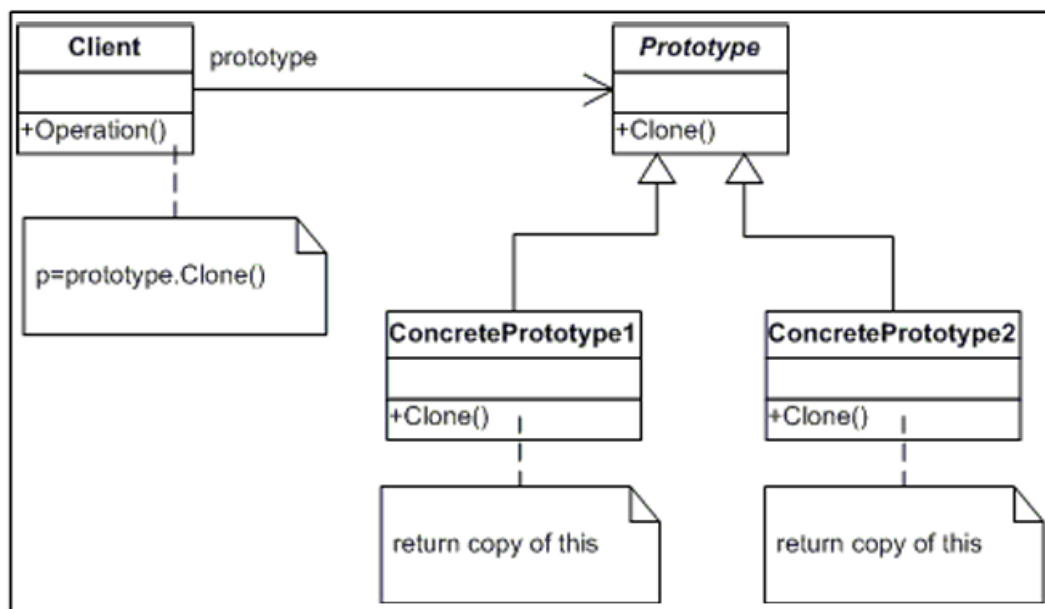 Client
prototype
Prototype
+Operation()
+Clone()
p=prototype.Clone()
ConcretePrototype1
ConcretePrototype2
+Clone()
+Clone()
return copy of this
return copy of this